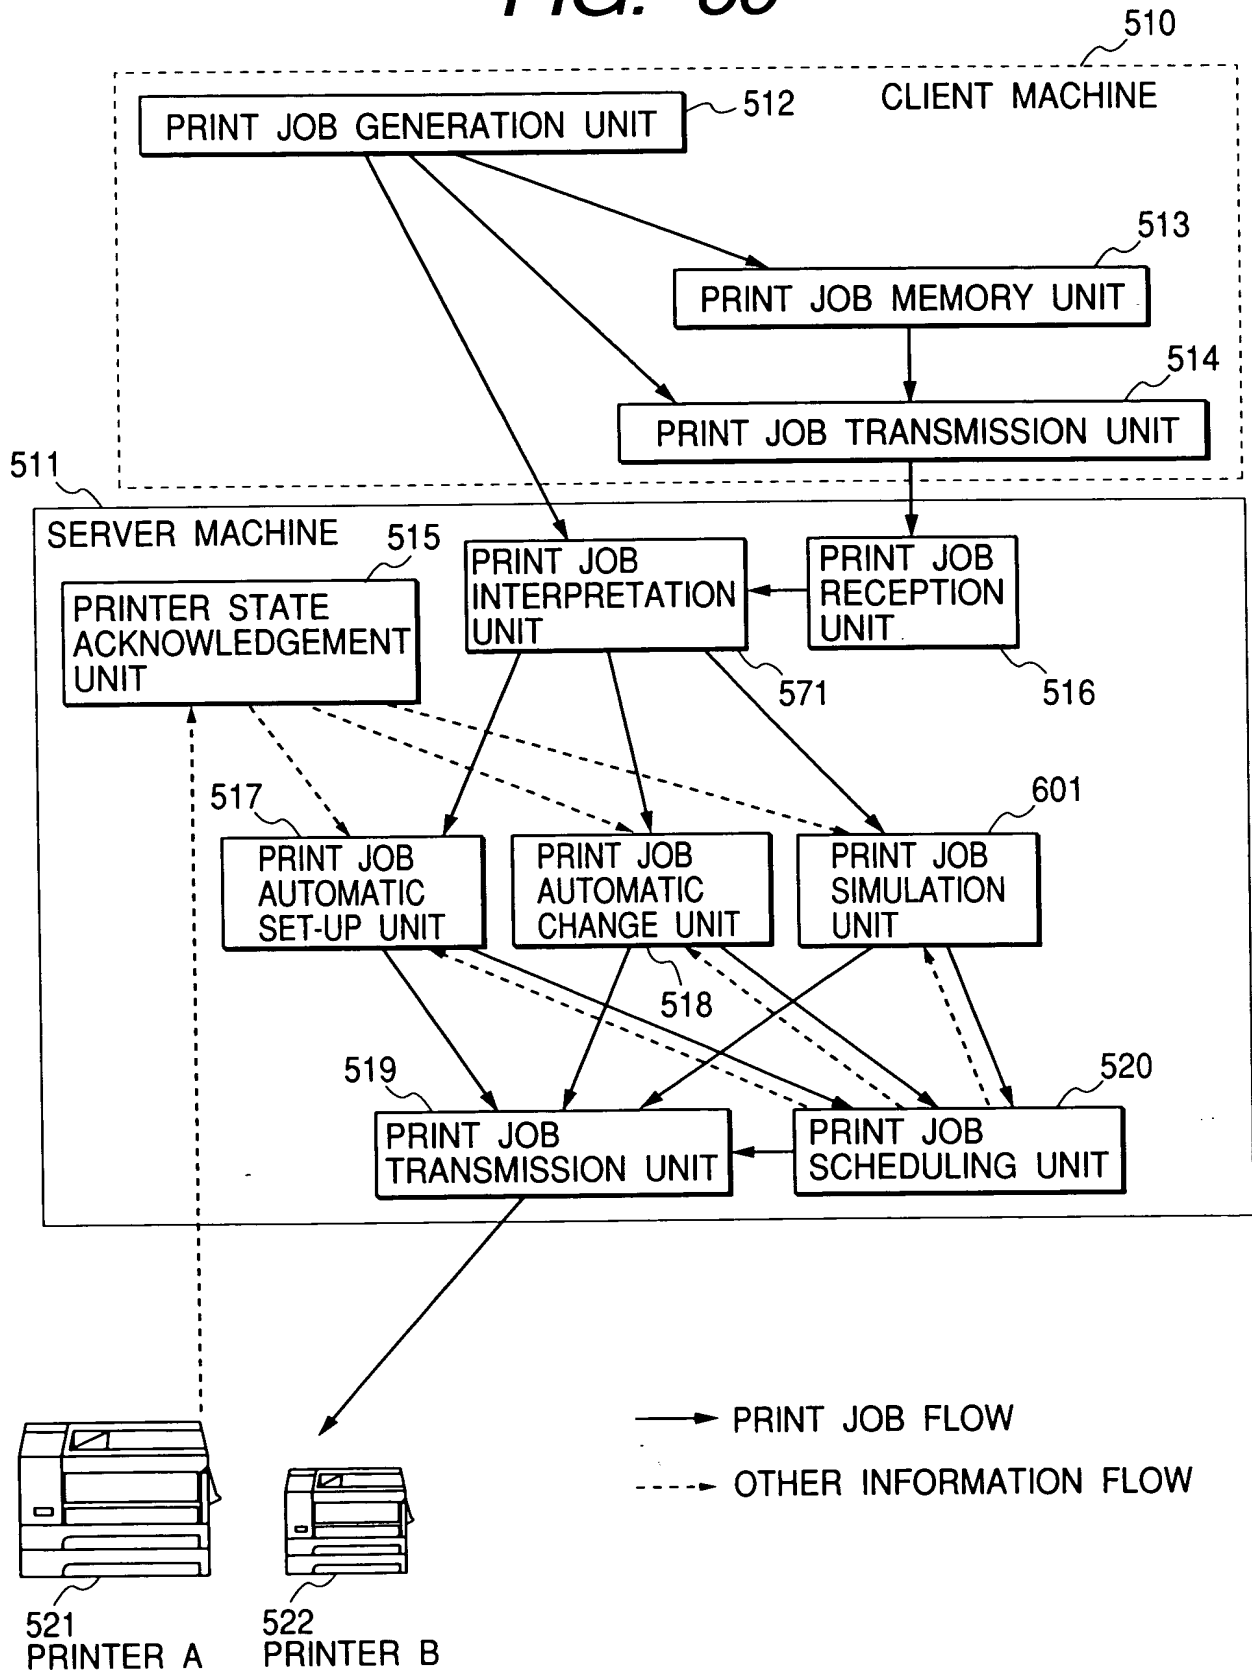 510
CLIENT MACHINE
PRINT JOB GENERATION UNIT
512
513
PRINT JOB MEMORY UNIT
514
PRINT JOB TRANSMISSION UNIT
511
SERVER MACHINE
515
PRINTER STATE
ACKNOWLEDGEMENT
UNIT
PRINT JOB
INTERPRETATION
UNIT
571
PRINT JOB
RECEPTION
UNIT
516
517
PRINT JOB
AUTOMATIC
SET-UP UNIT
PRINT JOB
AUTOMATIC
CHANGE UNIT
518
601
PRINT JOB
SIMULATION
UNIT
519
PRINT JOB
TRANSMISSION UNIT
520
PRINT JOB
SCHEDULING UNIT
PRINT JOB FLOW
OTHER INFORMATION FLOW
521
PRINTER A
522
PRINTER B